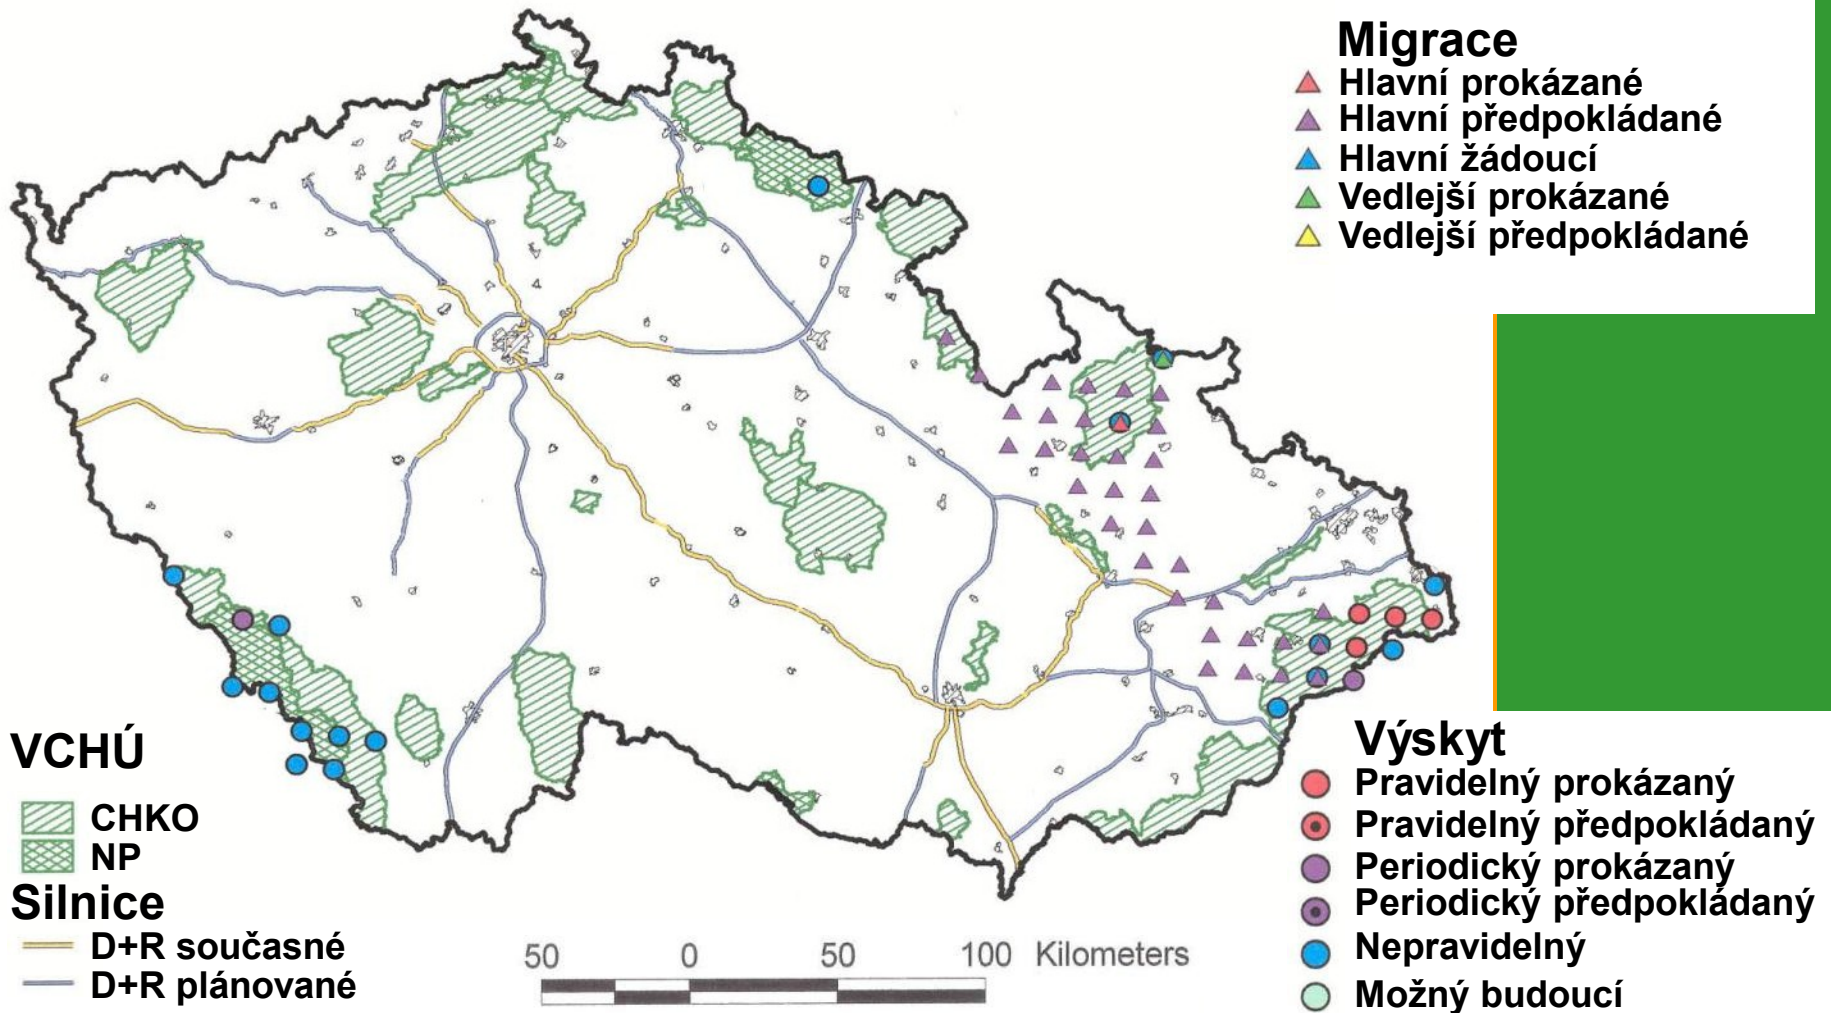 Migrace
Hlavní prokázané
Hlavní předpokládané
Hlavní žádoucí
Vedlejší prokázané
Vedlejší předpokládané
VCHÚ
CHKO
NP
Silnice
D+R současné
D+R plánované
50 0 50 100 Kilometers
Výskyt
Pravidelný prokázaný
Pravidelný předpokládaný
Periodický prokázaný
Periodický předpokládaný
Nepravidelný
Možný budoucí